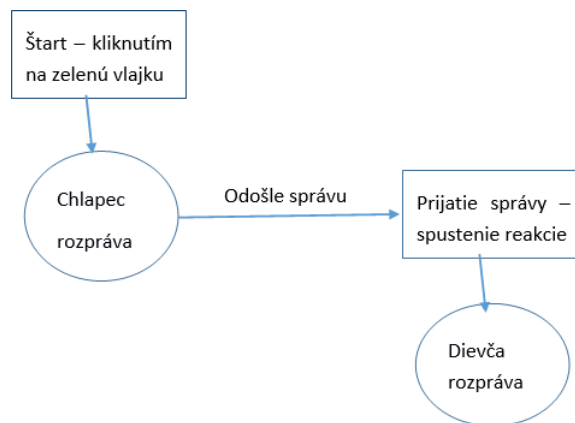 Štart – kliknutím
na zelenú vlajku
Chlapec
rozpráva
Odošle správu
Prijatie správy –
spustenie reakcie
Dievča
rozpráva